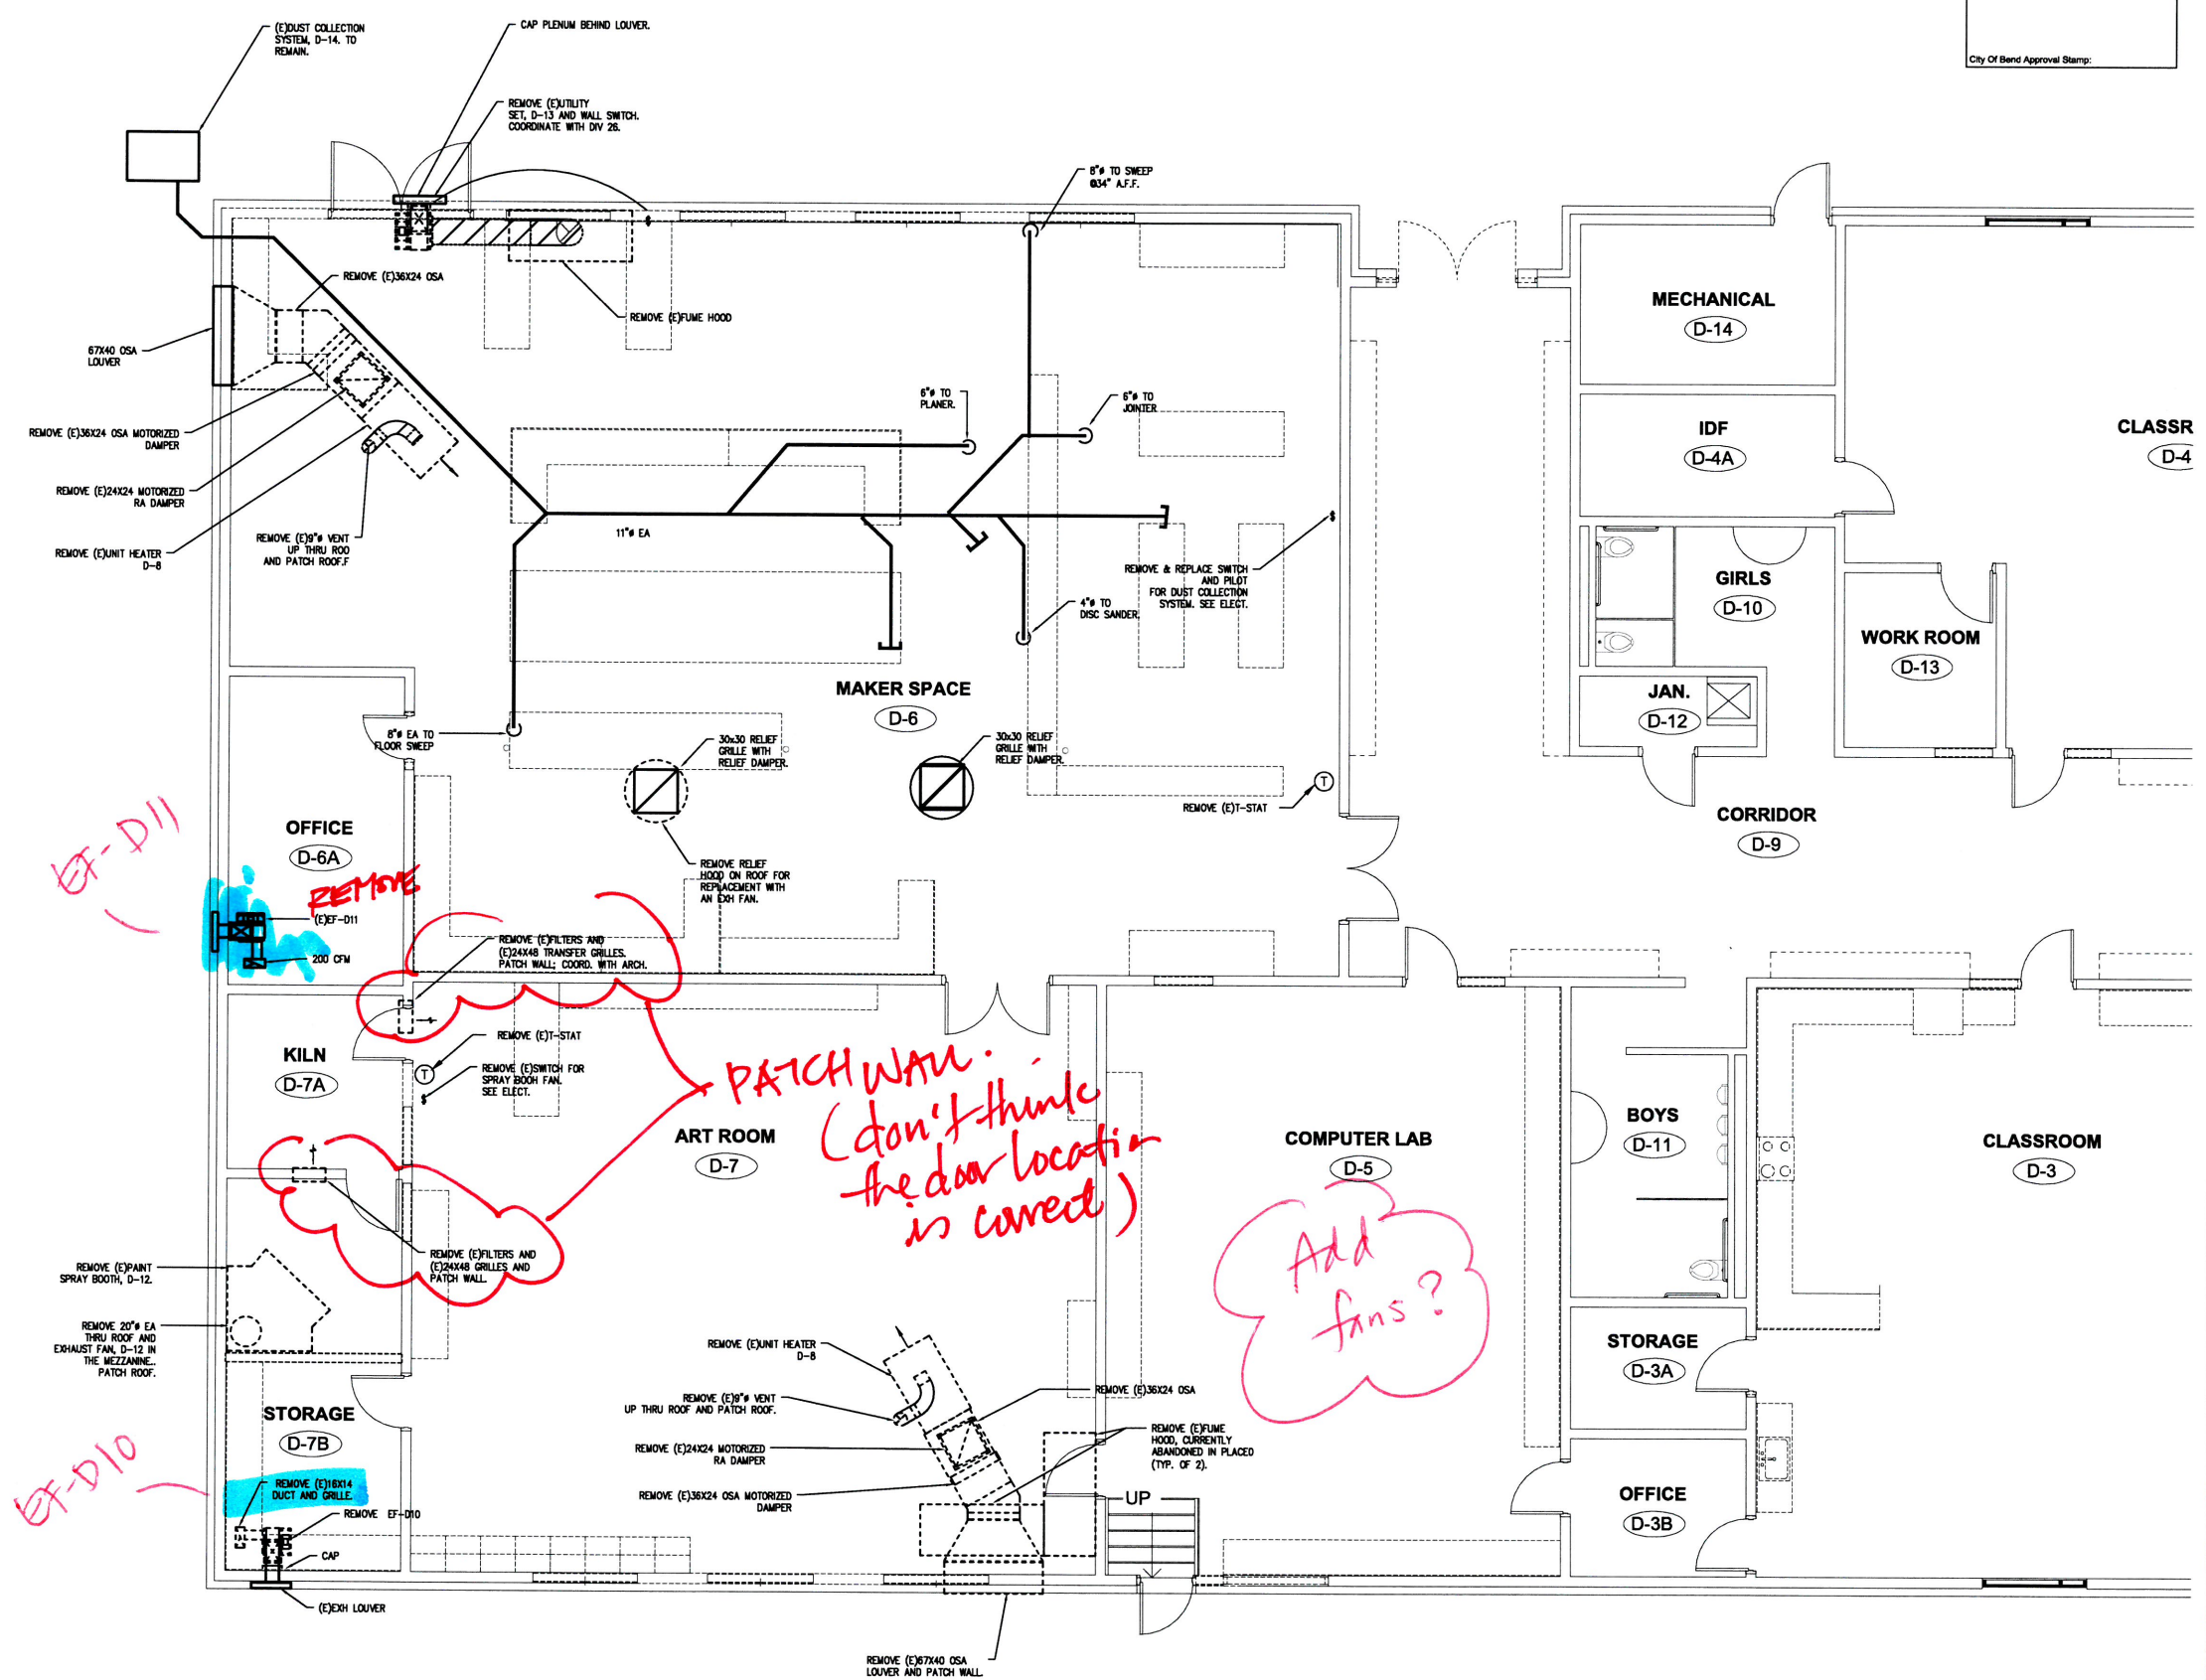 (E)DUST COLLECTION
SYSTEM, D-14. TO
REMAIN.
CAP PLENUM BEHIND LOUVER.
City Of Bend Approval Stamp:
REMOVE (E)UTILITY
SET, D-13 AND WALL SWITCH.
COORDINATE WITH DIV 26.
8"ø TO SWEEP
@34" A.F.F.
REMOVE (E)36X24 OSA
REMOVE (E)FUME HOOD
67X40 OSA
LOUVER
MECHANICAL
D-14
6"ø TO
PLANER.
6"ø TO
JOINTER
REMOVE (E)36X24 OSA MOTORIZED
DAMPER
IDF
D-4A
CLASSR
D-4
REMOVE (E)24X24 MOTORIZED
RA DAMPER
REMOVE (E)9"ø VENT
UP THRU ROO
AND PATCH ROOF.F
11"ø EA
REMOVE (E)UNIT HEATER
D-8
REMOVE & REPLACE SWITCH
AND PILOT
FOR DUST COLLECTION
SYSTEM. SEE ELECT.
4"ø TO
DISC SANDER.
GIRLS
D-10
WORK ROOM
D-13
MAKER SPACE
D-6
JAN.
D-12
8"ø EA TO
FLOOR SWEEP
30x30 RELIEF
GRILLE WITH
RELIEF DAMPER.
30x30 RELIEF
GRILLE WITH
RELIEF DAMPER.
REMOVE (E)T-STAT
T
CORRIDOR
D-9
EF-D11
OFFICE
D-6A
REMOVE
REMOVE RELIEF
HOOD ON ROOF FOR
REPLACEMENT WITH
AN EXH FAN.
(E)EF-D11
200 CFM
REMOVE (E)FILTERS AND
(E)24X48 TRANSFER GRILLES.
PATCH WALL; COORD. WITH ARCH.
REMOVE (E)T-STAT
T
KILN
D-7A
REMOVE (E)SWITCH FOR
SPRAY BOOH FAN.
SEE ELECT.
PATCH WALL.
(don't think
the door location
is correct)
ART ROOM
D-7
COMPUTER LAB
D-5
BOYS
D-11
CLASSROOM
D-3
Add
fans?
REMOVE (E)FILTERS AND
(E)24X48 GRILLES AND
PATCH WALL.
REMOVE (E)PAINT
SPRAY BOOTH, D-12.
REMOVE 20"ø EA
THRU ROOF AND
EXHAUST FAN, D-12 IN
THE MEZZANINE..
PATCH ROOF.
REMOVE (E)UNIT HEATER
D-8
STORAGE
D-3A
REMOVE (E)9"ø VENT
UP THRU ROOF AND PATCH ROOF.
REMOVE (E)36X24 OSA
STORAGE
D-7B
REMOVE (E)24X24 MOTORIZED
RA DAMPER
REMOVE (E)FUME
HOOD, CURRENTLY
ABANDONED IN PLACED
(TYP. OF 2).
EF-D10
REMOVE (E)16X14
DUCT AND GRILLE.
REMOVE EF-D10
REMOVE (E)36X24 OSA MOTORIZED
DAMPER
UP
OFFICE
D-3B
CAP
(E)EXH LOUVER
REMOVE (E)67X40 OSA
LOUVER AND PATCH WALL.